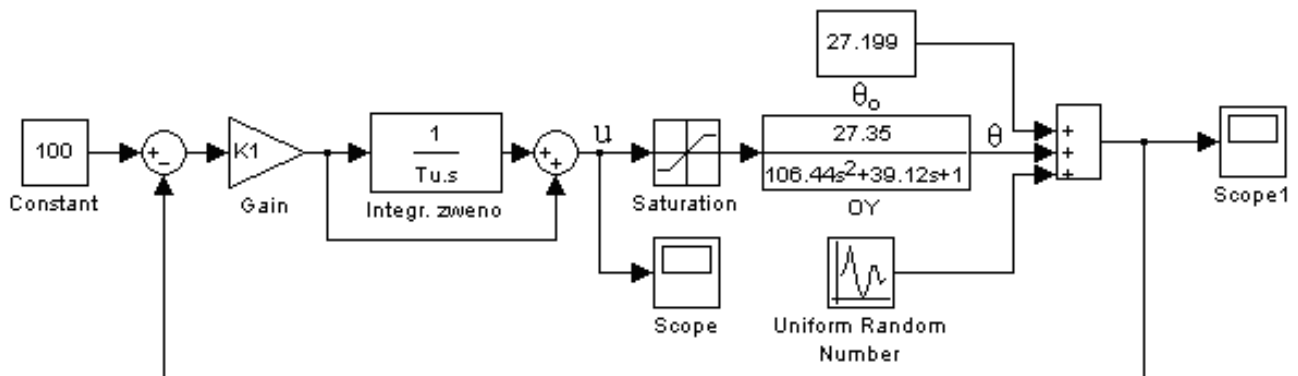 27.199
θo
100
Constant
+
−
K1
Gain
1
Tu.s
Integr. zweno
+
+
u
Saturation
27.35
106.44s²+39.12s+1
OY
θ
+
+
+
Scope1
Scope
Uniform Random
Number